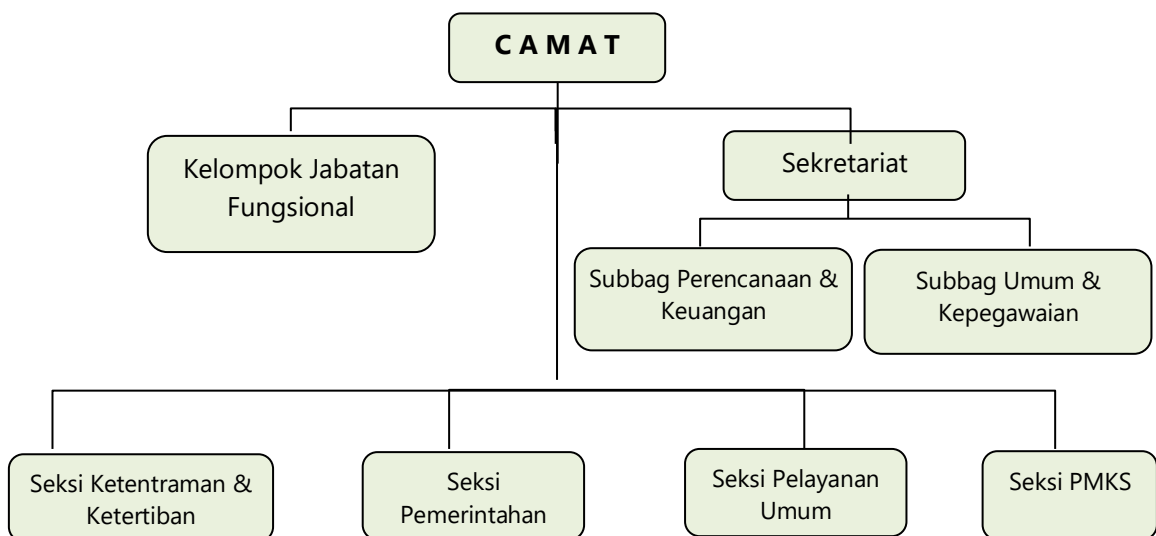 C A M A T
Kelompok Jabatan
Fungsional
Sekretariat
Subbag Perencanaan &
Keuangan
Subbag Umum &
Kepegawaian
Seksi Ketentraman &
Ketertiban
Seksi
Pemerintahan
Seksi Pelayanan
Umum
Seksi PMKS